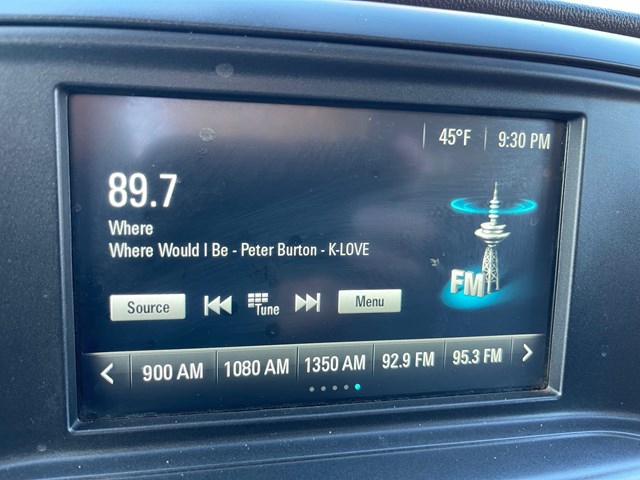 45°F 9:30 PM
89.7
Where
Where Would I Be - Peter Burton - K-LOVE
FM
Source Tune Menu
900 AM 1080 AM 1350 AM 92.9 FM 95.3 FM